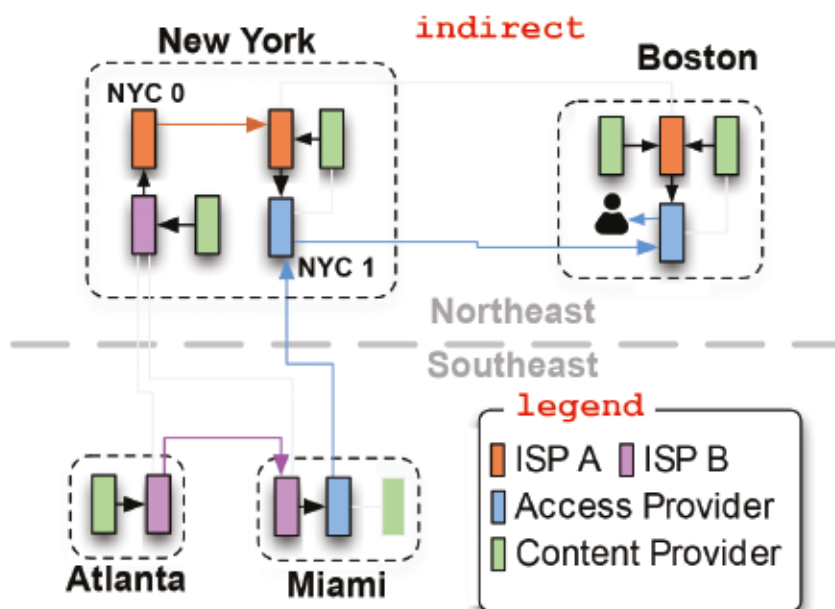 indirect
New York
Boston
NYC 0
NYC 1
Northeast
Southeast
legend
ISP A
ISP B
Access Provider
Content Provider
Atlanta
Miami